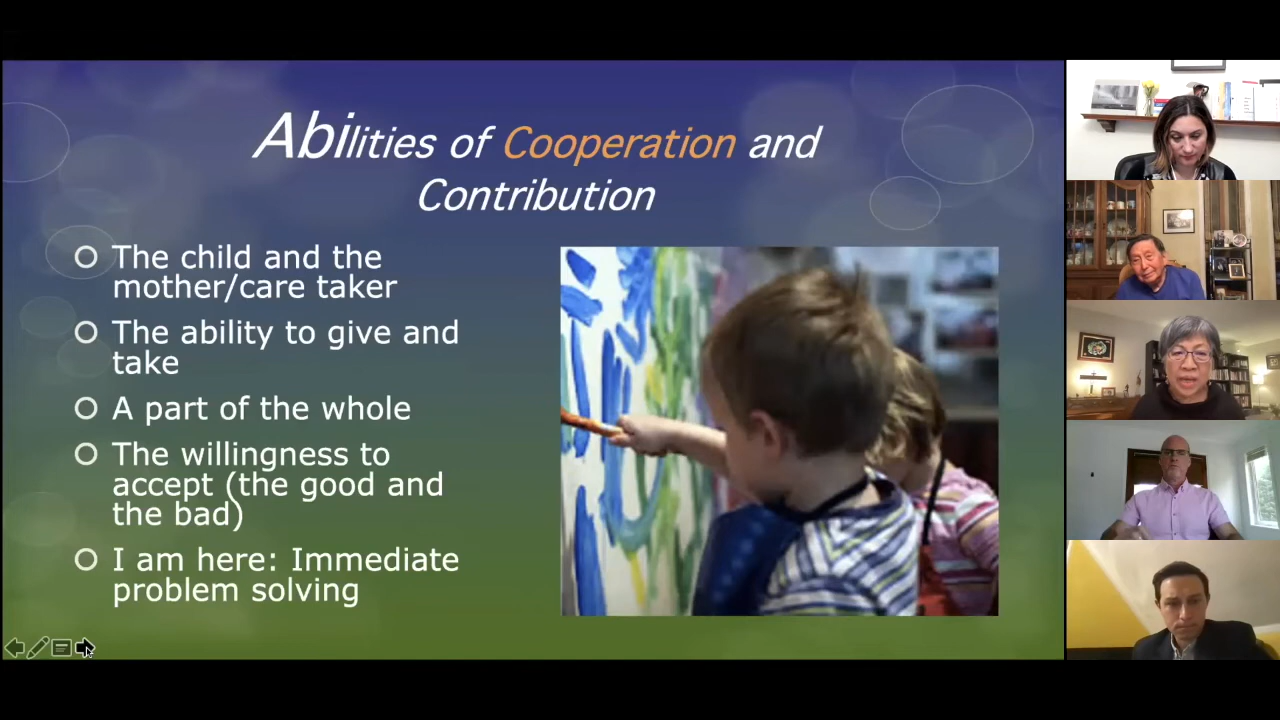 Abilities of Cooperation and
Contribution
The child and the
mother/care taker
The ability to give and
take
A part of the whole
The willingness to
accept (the good and
the bad)
I am here: Immediate
problem solving